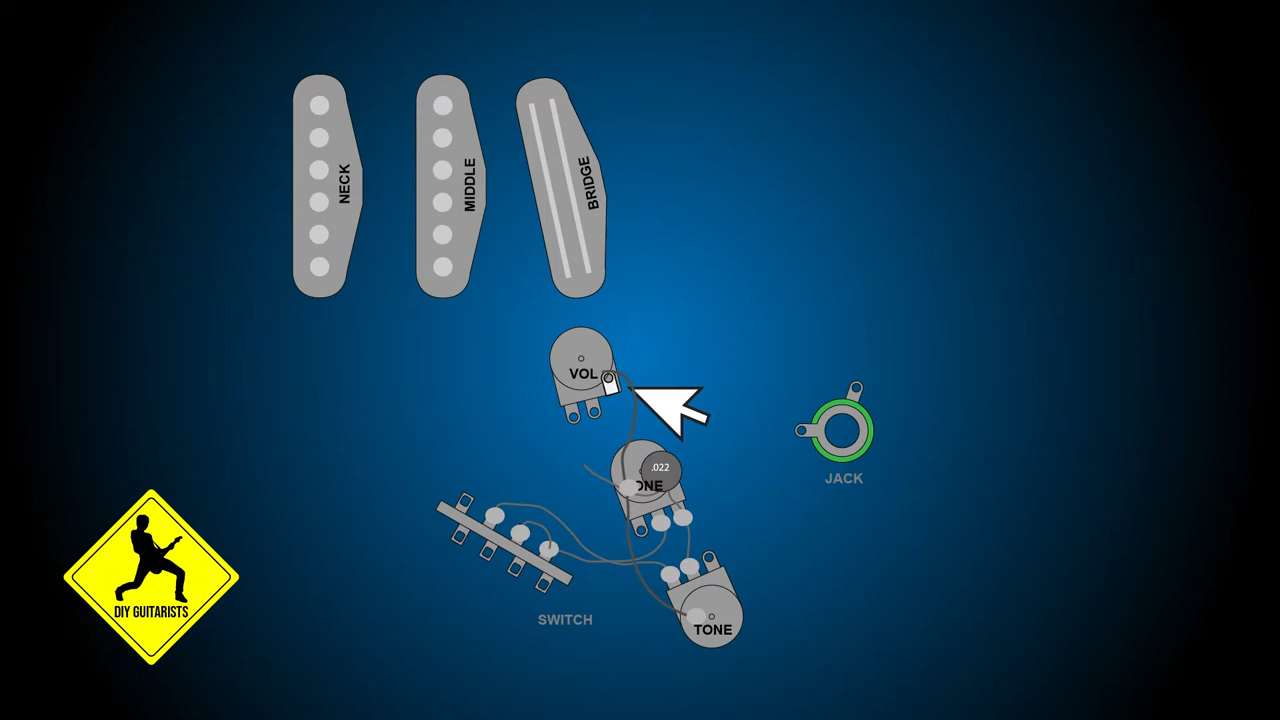 NECK
MIDDLE
BRIDGE
VOL
.022
ONE
JACK
DIY GUITARISTS
SWITCH
TONE